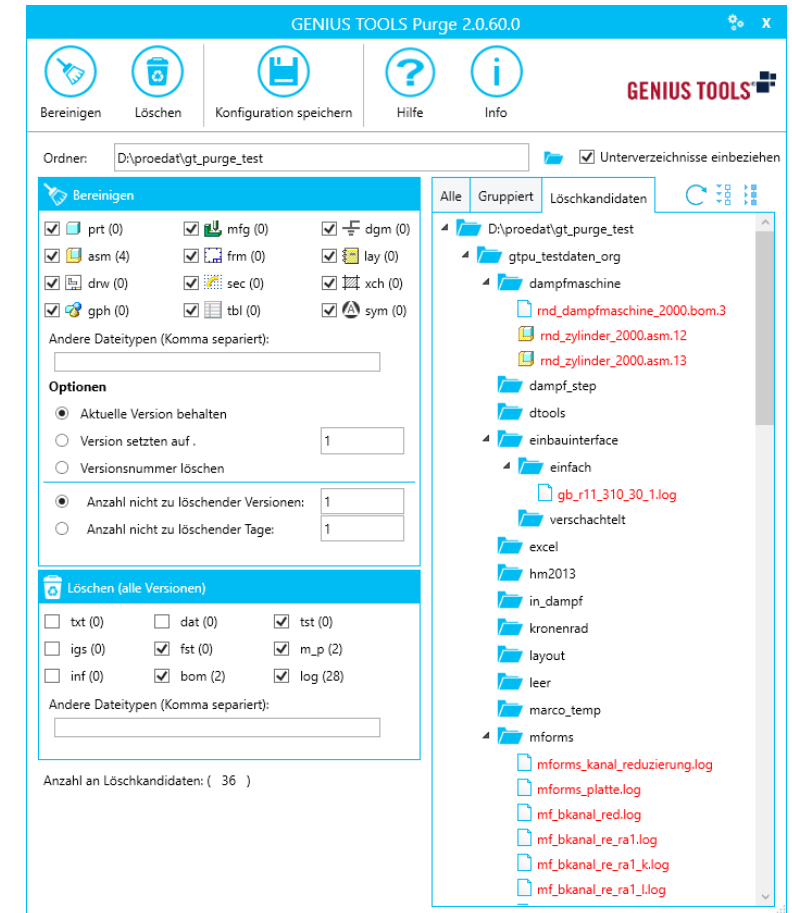 GENIUS TOOLS Purge 2.0.60.0 x
Bereinigen Löschen Konfiguration speichern Hilfe Info
GENIUS TOOLS
Ordner: D:\proedat\gt_purge_test Unterverzeichnisse einbeziehen
Bereinigen
prt (0) mfg (0) dgm (0)
asm (4) frm (0) lay (0)
drw (0) sec (0) xch (0)
gph (0) tbl (0) sym (0)
Andere Dateitypen (Komma separiert):
Optionen
Aktuelle Version behalten
Version setzten auf . 1
Versionsnummer löschen
Anzahl nicht zu löschender Versionen: 1
Anzahl nicht zu löschender Tage: 1
Löschen (alle Versionen)
txt (0) dat (0) tst (0)
igs (0) fst (0) m_p (2)
inf (0) bom (2) log (28)
Andere Dateitypen (Komma separiert):
Anzahl an Löschkandidaten: ( 36 )
Alle Gruppiert Löschkandidaten
D:\proedat\gt_purge_test
gtpu_testdaten_org
dampfmaschine
rnd_dampfmaschine_2000.bom.3
rnd_zylinder_2000.asm.12
rnd_zylinder_2000.asm.13
dampf_step
dtools
einbauinterface
einfach
gb_r11_310_30_1.log
verschachtelt
excel
hm2013
in_dampf
kronenrad
layout
leer
marco_temp
mforms
mforms_kanal_reduzierung.log
mforms_platte.log
mf_bkanal_red.log
mf_bkanal_re_ra1.log
mf_bkanal_re_ra1_k.log
mf_bkanal_re_ra1_l.log